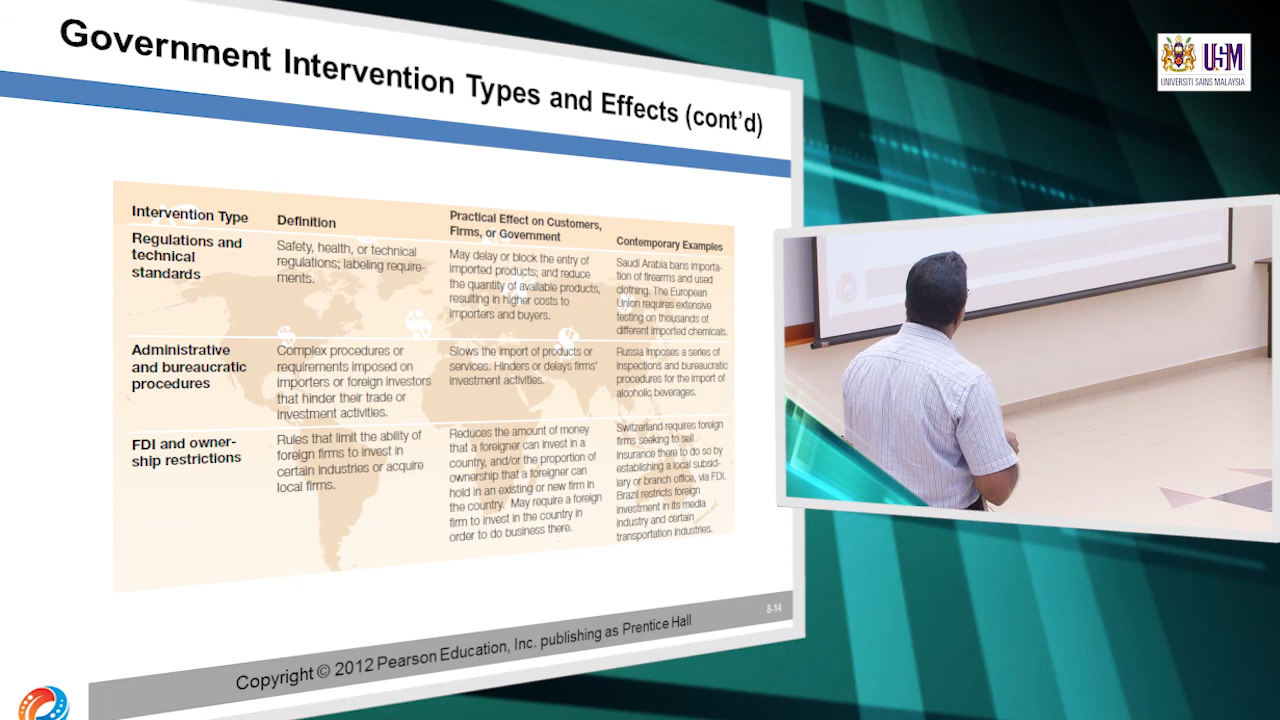 Government Intervention Types and Effects (cont'd)
USM
UNIVERSITI SAINS MALAYSIA
Intervention Type
Definition
Practical Effect on Customers,
Firms, or Government
Contemporary Examples
Regulations and
technical
standards
Safety, health, or technical
regulations; labeling require-
ments.
May delay or block the entry of
imported products; and reduce
the quantity of available products,
resulting in higher costs to
importers and buyers.
Saudi Arabia bans importa-
tion of firearms and used
clothing. The European
Union requires extensive
testing on thousands of
different imported chemicals.
Administrative
and bureaucratic
procedures
Complex procedures or
requirements imposed on
importers or foreign investors
that hinder their trade or
investment activities.
Slows the import of products or
services. Hinders or delays firms'
investment activities.
Russia imposes a series of
inspections and bureaucratic
procedures for the import of
alcoholic beverages.
FDI and owner-
ship restrictions
Rules that limit the ability of
foreign firms to invest in
certain industries or acquire
local firms.
Reduces the amount of money
that a foreigner can invest in a
country, and/or the proportion of
ownership that a foreigner can
hold in an existing or new firm in
the country. May require a foreign
firm to invest in the country in
order to do business there.
Switzerland requires foreign
firms seeking to sell
insurance there to do so by
establishing a local subsid-
iary or branch office, via FDI.
Brazil restricts foreign
investment in its media
industry and certain
transportation industries.
8-14
Copyright © 2012 Pearson Education, Inc. publishing as Prentice Hall